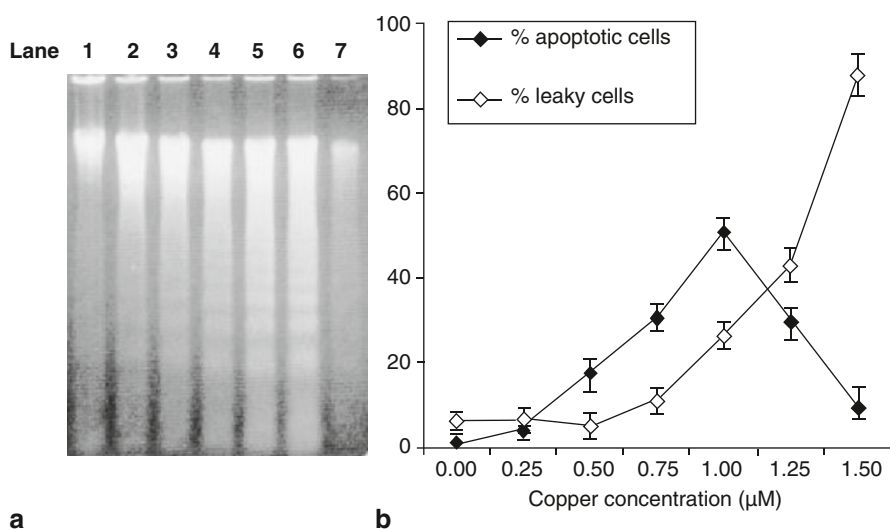 Lane 1 2 3 4 5 6 7
a
100
80
60
40
20
0
% apoptotic cells
% leaky cells
0.00 0.25 0.50 0.75 1.00 1.25 1.50
Copper concentration (μM)
b